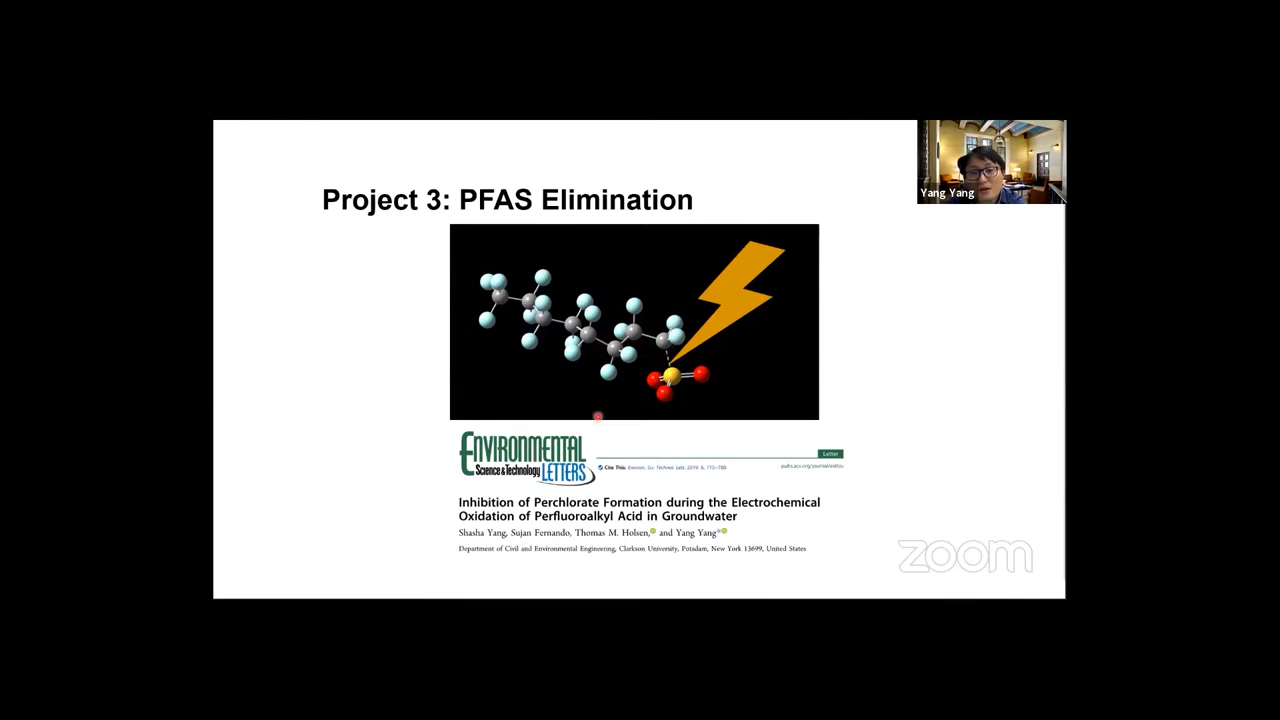 Yang Yang
Project 3: PFAS Elimination
ENVIRONMENTAL
Science & Technology LETTERS
Letter
Cite This: Environ. Sci. Technol. Lett. 2019, 6, 775−780
pubs.acs.org/journal/estlcu
Inhibition of Perchlorate Formation during the Electrochemical
Oxidation of Perfluoroalkyl Acid in Groundwater
Shasha Yang, Sujan Fernando, Thomas M. Holsen, and Yang Yang*
Department of Civil and Environmental Engineering, Clarkson University, Potsdam, New York 13699, United States
zoom